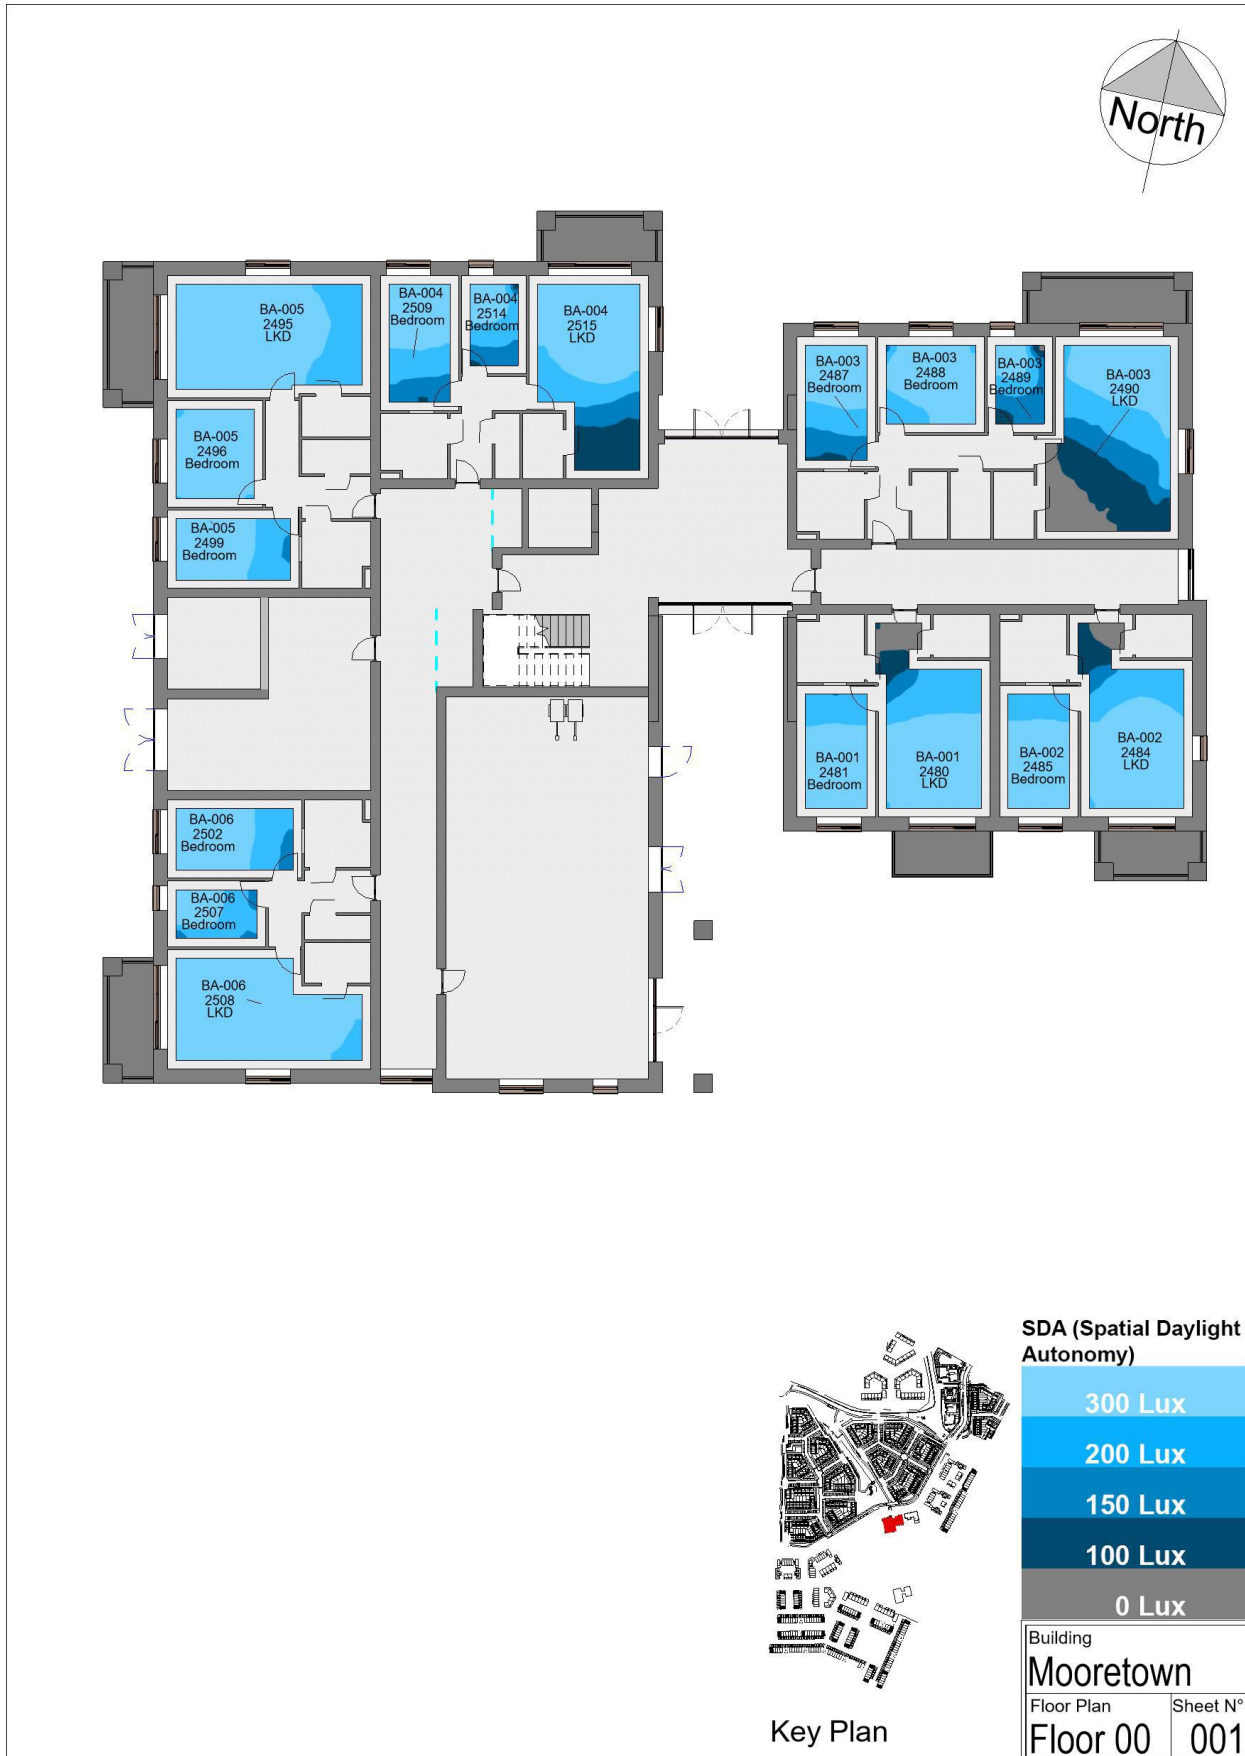 North
BA-005
2495
LKD
BA-004
2509
Bedroom
BA-004
2514
Bedroom
BA-004
2515
LKD
BA-003
2487
Bedroom
BA-003
2488
Bedroom
BA-003
2489
Bedroom
BA-003
2490
LKD
BA-005
2496
Bedroom
BA-005
2499
Bedroom
BA-001
2481
Bedroom
BA-001
2480
LKD
BA-002
2485
Bedroom
BA-002
2484
LKD
BA-006
2502
Bedroom
BA-006
2507
Bedroom
BA-006
2508
LKD
SDA (Spatial Daylight
Autonomy)
300 Lux
200 Lux
150 Lux
100 Lux
0 Lux
Building
Mooretown
Floor Plan
Sheet N°
Floor 00
001
Key Plan